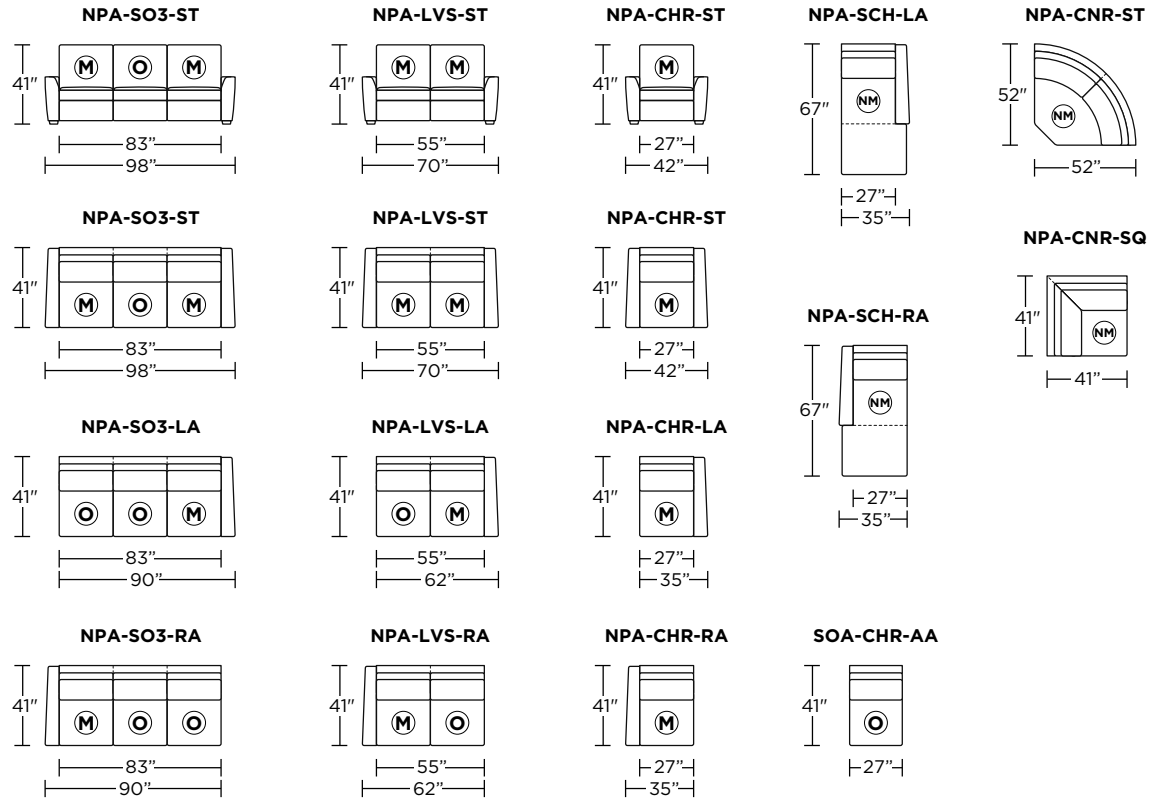 NPA-SO3-ST
41"
M O M
83”
98”
NPA-LVS-ST
41"
M M
55”
70”
NPA-CHR-ST
41"
M
27”
42”
NPA-SCH-LA
67"
NM
27”
35”
NPA-CNR-ST
52"
NM
52”
NPA-SO3-ST
41"
M O M
83”
98”
NPA-LVS-ST
41"
M M
55”
70”
NPA-CHR-ST
41"
M
27”
42”
NPA-SCH-RA
67"
NM
27”
35”
NPA-CNR-SQ
41"
NM
41”
NPA-SO3-LA
41"
O O M
83”
90”
NPA-LVS-LA
41"
O M
55”
62”
NPA-CHR-LA
41"
M
27”
35”
NPA-SO3-RA
41"
M O O
83”
90”
NPA-LVS-RA
41"
M O
55”
62”
NPA-CHR-RA
41"
M
27”
35”
SOA-CHR-AA
41"
O
27”